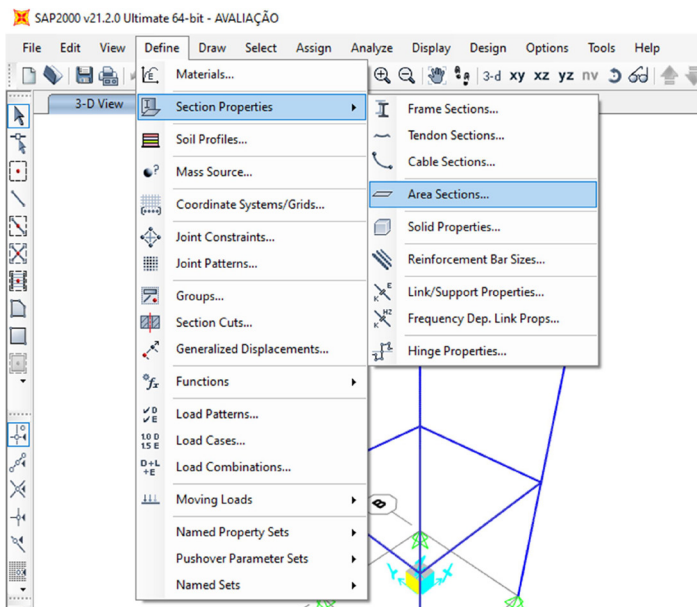 SAP2000 v21.2.0 Ultimate 64-bit - AVALIAÇÃO
File Edit View Define Draw Select Assign Analyze Display Design Options Tools Help
3-d xy xz yz nv
3-D View
Materials...
Section Properties
Soil Profiles...
Mass Source...
Coordinate Systems/Grids...
Joint Constraints...
Joint Patterns...
Groups...
Section Cuts...
Generalized Displacements...
Functions
Load Patterns...
Load Cases...
Load Combinations...
Moving Loads
Named Property Sets
Pushover Parameter Sets
Named Sets
Frame Sections...
Tendon Sections...
Cable Sections...
Area Sections...
Solid Properties...
Reinforcement Bar Sizes...
Link/Support Properties...
Frequency Dep. Link Props...
Hinge Properties...
B